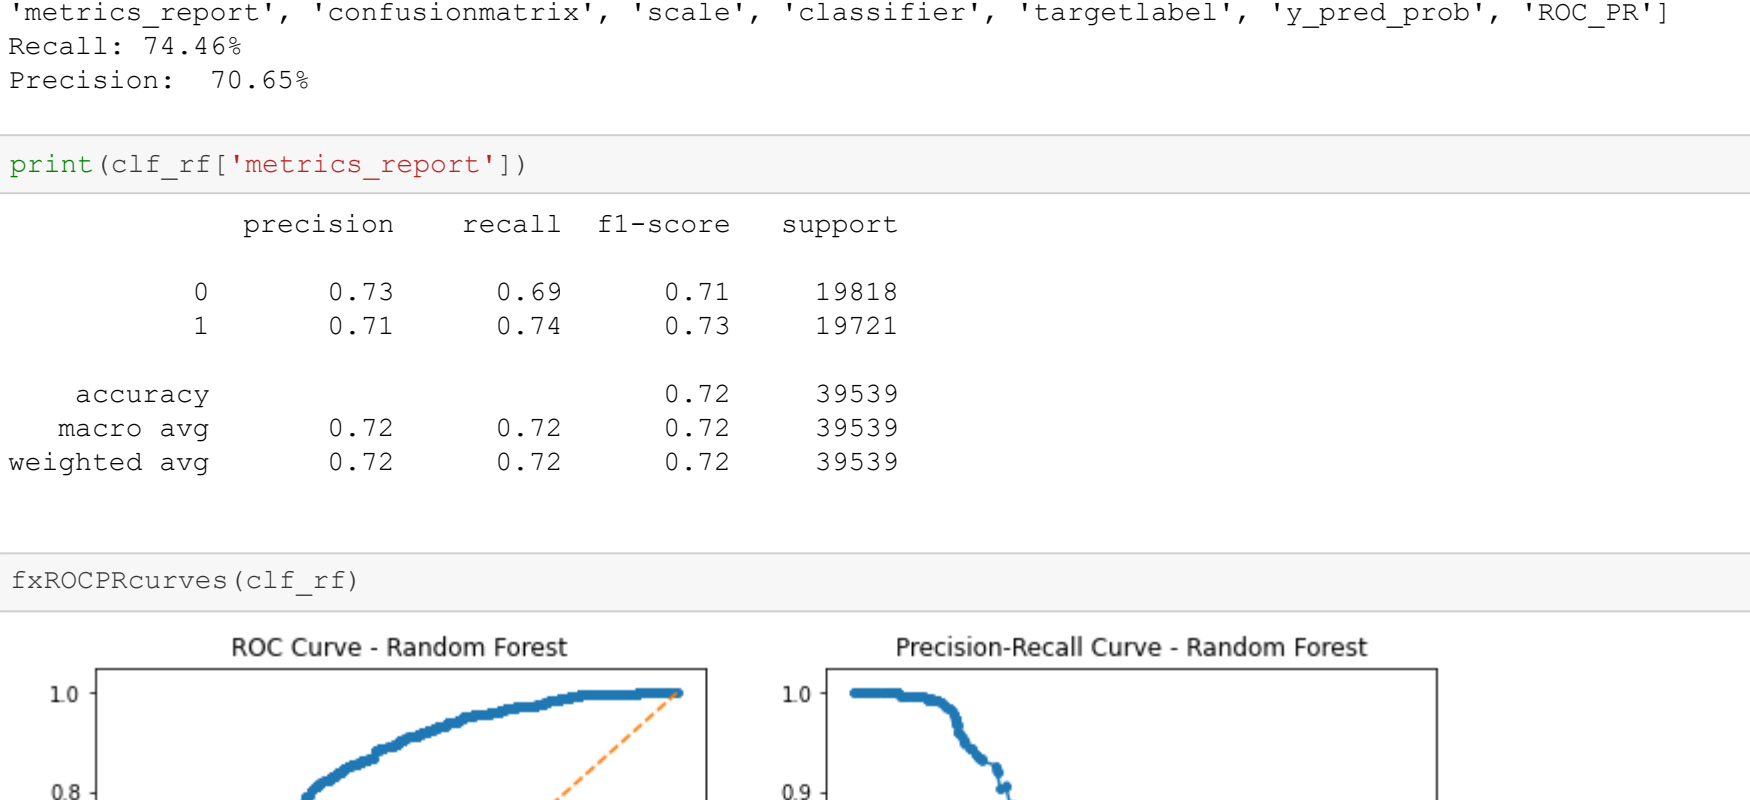 'metrics_report', 'confusionmatrix', 'scale', 'classifier', 'targetlabel', 'y_pred_prob', 'ROC_PR']
Recall: 74.46%
Precision:  70.65%
print(clf_rf['metrics_report'])
precision recall f1-score support
0 0.73 0.69 0.71 19818
1 0.71 0.74 0.73 19721
accuracy 0.72 39539
macro avg 0.72 0.72 0.72 39539
weighted avg 0.72 0.72 0.72 39539
fxROCPRcurves(clf_rf)
ROC Curve - Random Forest
1.0
0.8
Precision-Recall Curve - Random Forest
1.0
0.9